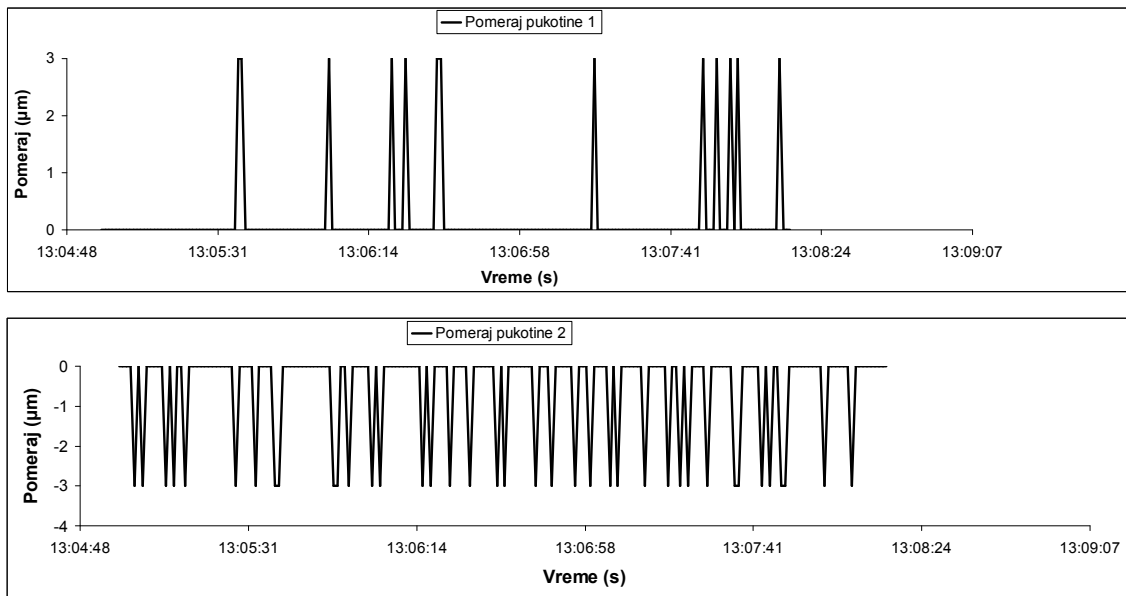 Pomeraj pukotine 1
Pomeraj (µm)
3
2
1
0
13:04:48 13:05:31 13:06:14 13:06:58 13:07:41 13:08:24 13:09:07
Vreme (s)
Pomeraj pukotine 2
Pomeraj (µm)
0
-1
-2
-3
-4
13:04:48 13:05:31 13:06:14 13:06:58 13:07:41 13:08:24 13:09:07
Vreme (s)